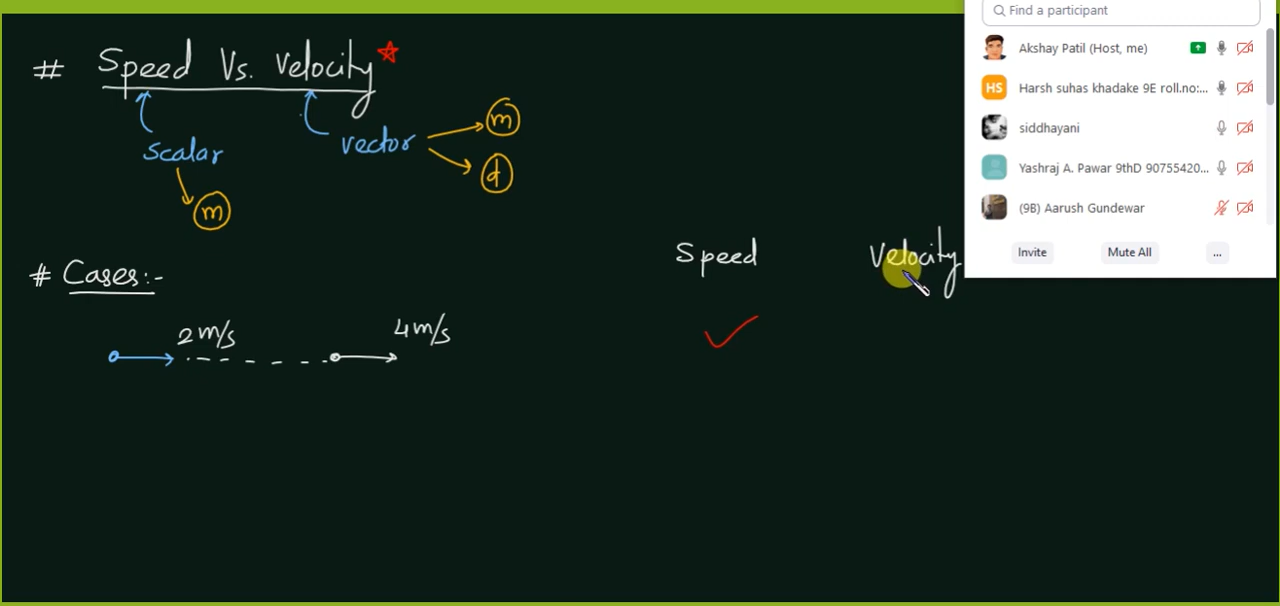 # Speed Vs. Velocity
scalar
vector
m
d
m
# Cases:-
Speed
Velocity
2m/s
4m/s
Find a participant
Akshay Patil (Host, me)
HS
Harsh suhas khadake 9E roll.no:...
siddhayani
Yashraj A. Pawar 9thD 90755420...
(9B) Aarush Gundewar
Invite
Mute All
...